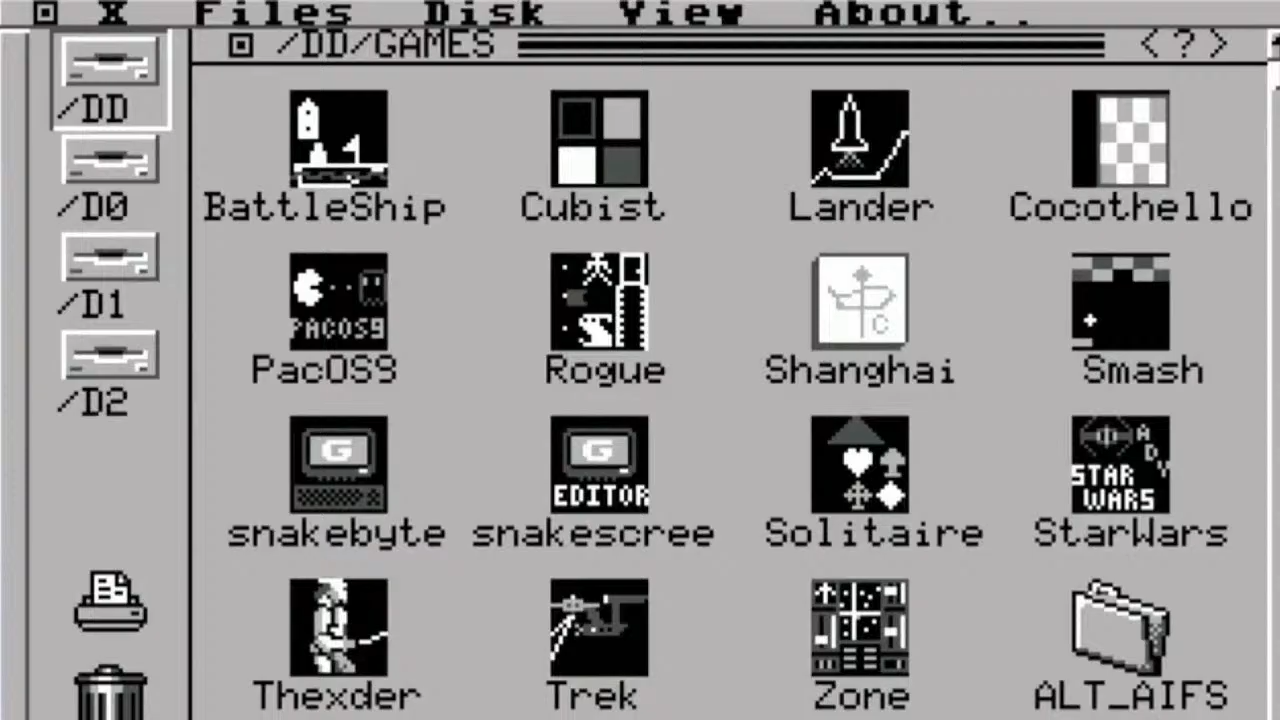 X Files Disk View About..
/DD/GAMES <?>
/DD
/D0
/D1
/D2
BattleShip Cubist Lander Cocothello
PACOS9
PacOS9 Rogue Shanghai Smash
C
G
G
EDITOR
ADV
STAR
WARS
snakebyte snakescree Solitaire StarWars
Thexder Trek Zone ALT_AIFS